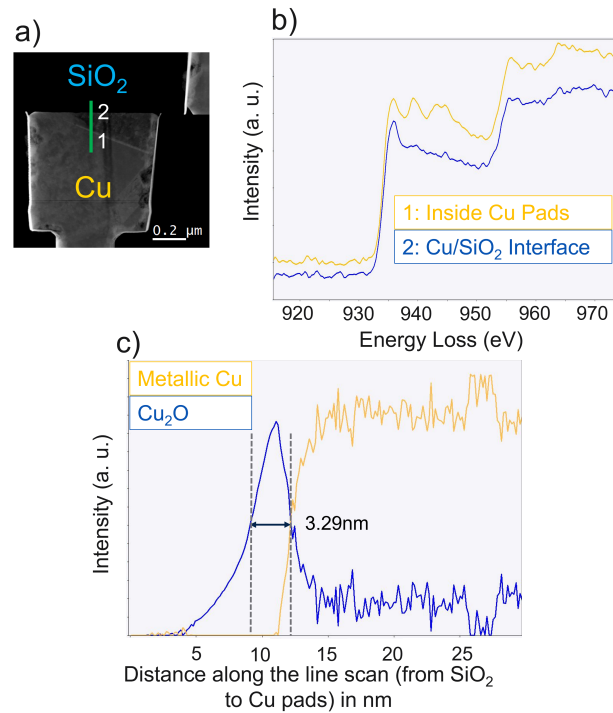 a)
SiO₂
2
1
Cu
0.2 µm
b)
Intensity (a. u.)
1: Inside Cu Pads
2: Cu/SiO₂ Interface
920 930 940 950 960 970
Energy Loss (eV)
c)
Metallic Cu
Cu₂O
3.29nm
Intensity (a. u.)
5 10 15 20 25
Distance along the line scan (from SiO₂
to Cu pads) in nm